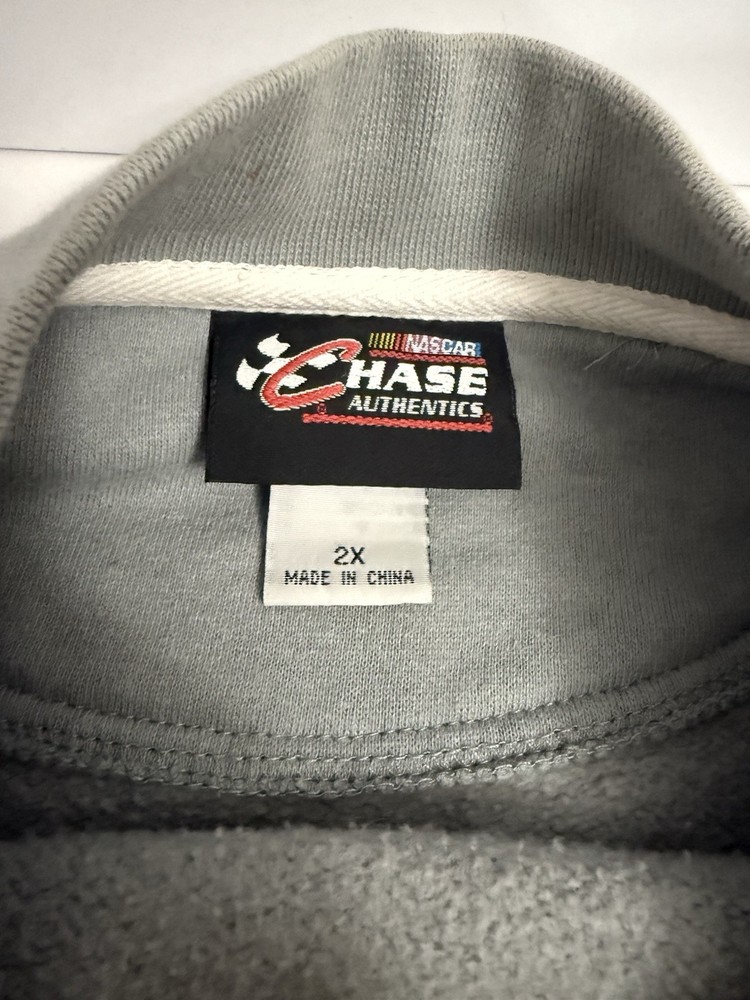 NASCAR
CHASE
AUTHENTICS
2X
MADE IN CHINA